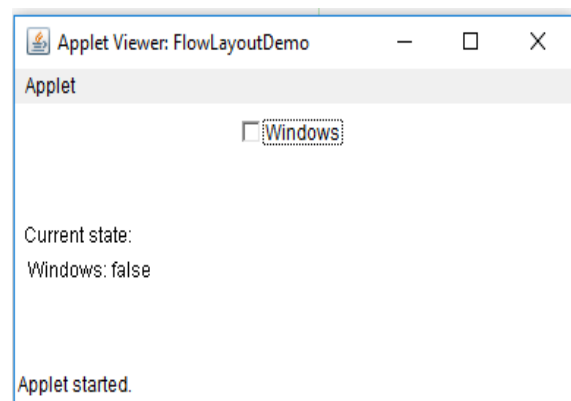 Applet Viewer: FlowLayoutDemo
Applet
Windows
Current state:
Windows: false
Applet started.